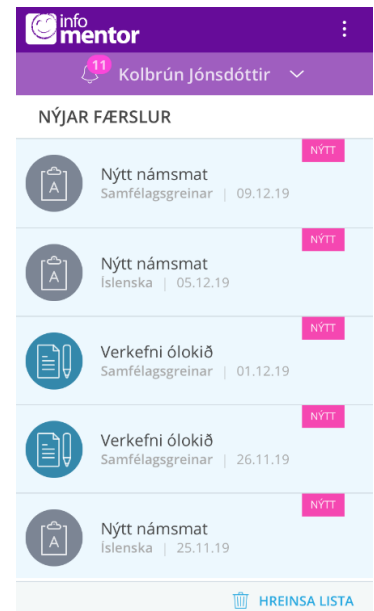 info
mentor
11
Kolbrún Jónsdóttir
NÝJAR FÆRSLUR
NÝTT
Nýtt námsmat
Samfélagsgreinar | 09.12.19
A
NÝTT
Nýtt námsmat
Íslenska | 05.12.19
A
NÝTT
Verkefni ólokið
Samfélagsgreinar | 01.12.19
NÝTT
Verkefni ólokið
Samfélagsgreinar | 26.11.19
NÝTT
Nýtt námsmat
Íslenska | 25.11.19
A
HREINSA LISTA